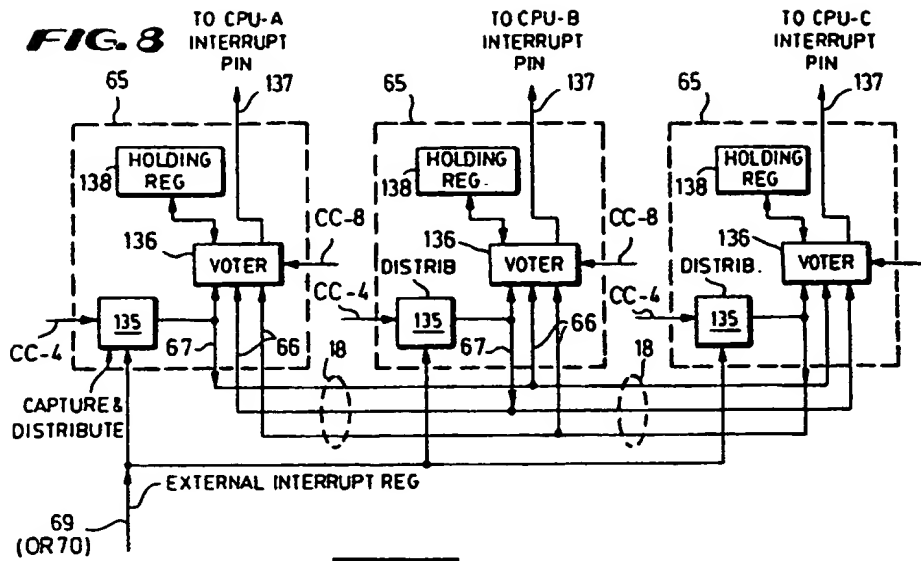 FIG. 8
TO CPU-A
INTERRUPT
PIN
TO CPU-B
INTERRUPT
PIN
TO CPU-C
INTERRUPT
PIN
137
137
137
65
65
65
HOLDING
REG
138
HOLDING
REG.
138
HOLDING
REG
138
CC-8
CC-8
136
136
136
VOTER
VOTER
VOTER
DISTRIB
DISTRIB.
CC-4
CC-4
135
135
135
CC-4
67
66
67
66
18
18
CAPTURE &
DISTRIBUTE
EXTERNAL INTERRUPT REG
69
(OR 70)